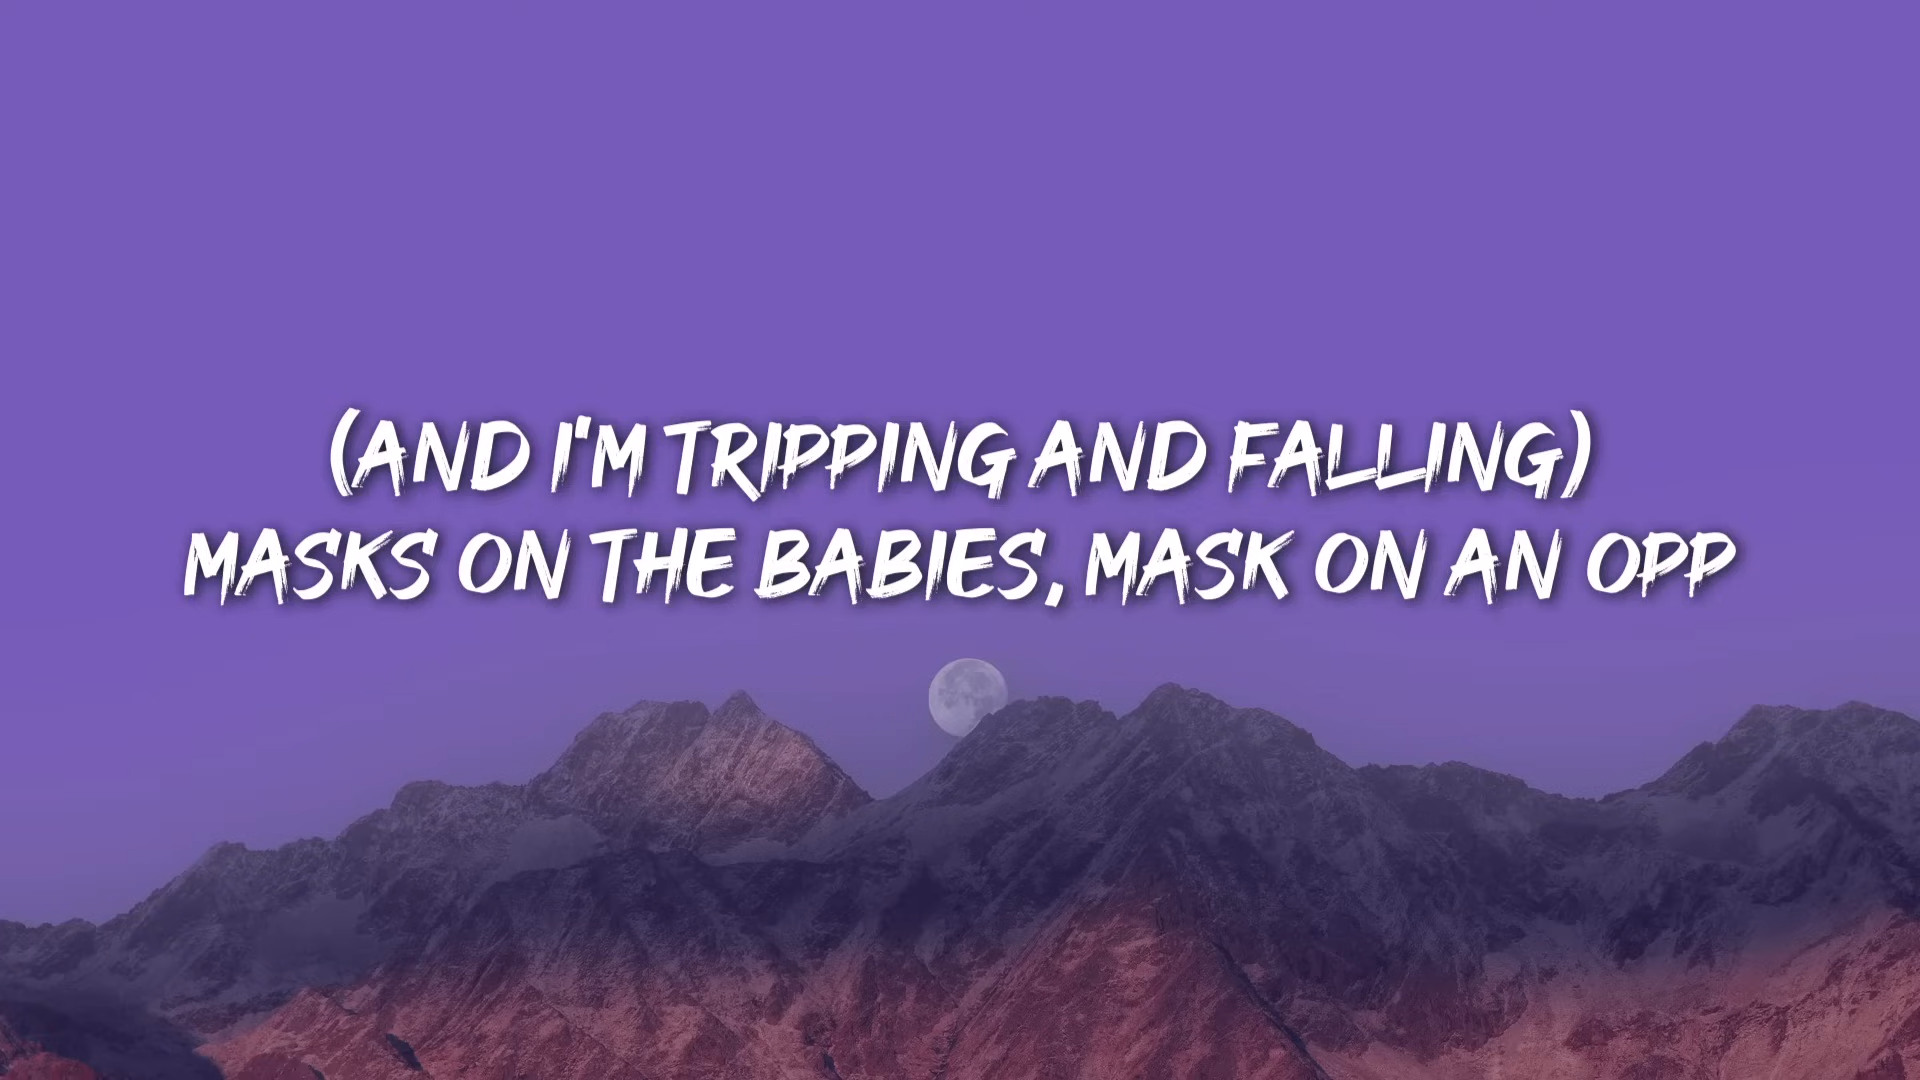 (AND I'M TRIPPING AND FALLING)
MASKS ON THE BABIES, MASK ON AN OPP